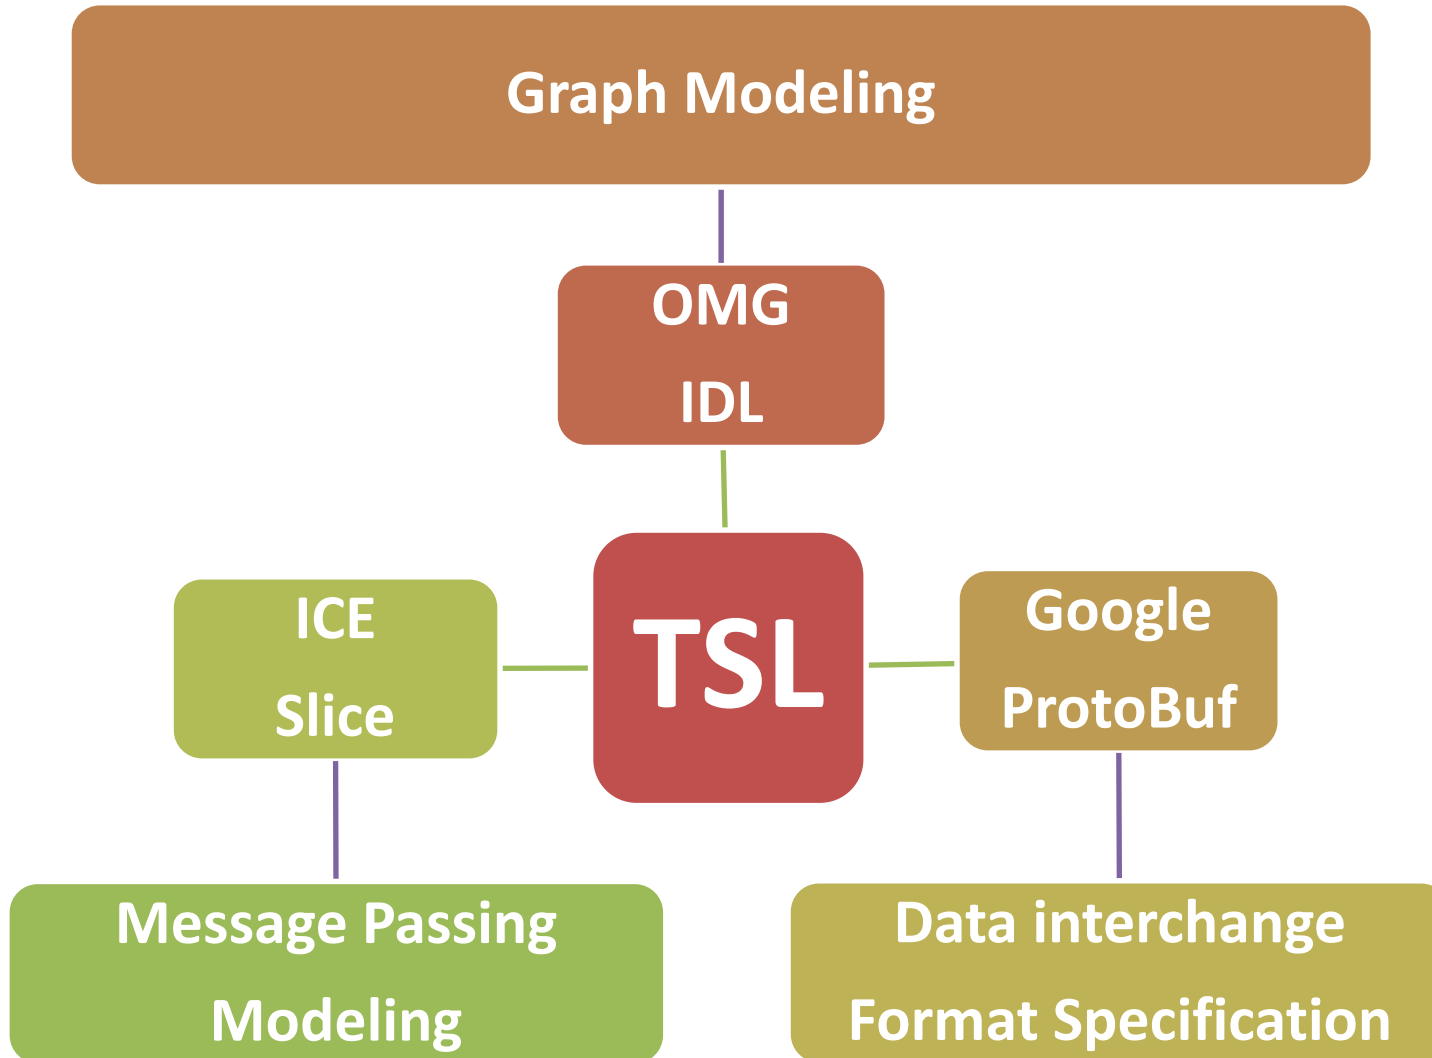 Graph Modeling
OMG
IDL
TSL
ICE
Slice
Google
ProtoBuf
Message Passing
Modeling
Data interchange
Format Specification